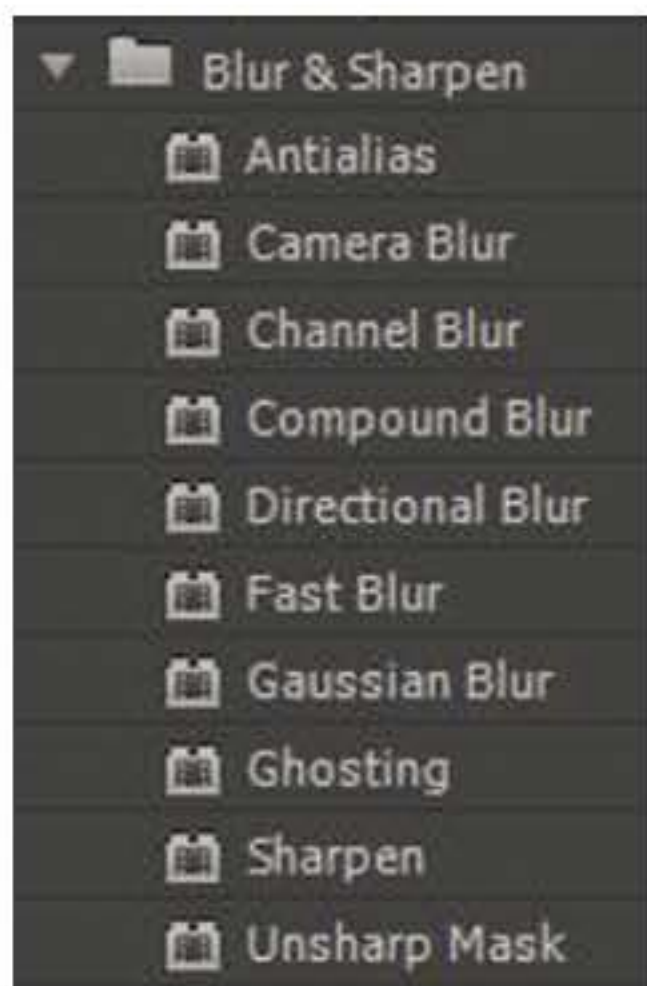 Blur & Sharpen
Antialias
Camera Blur
Channel Blur
Compound Blur
Directional Blur
Fast Blur
Gaussian Blur
Ghosting
Sharpen
Unsharp Mask